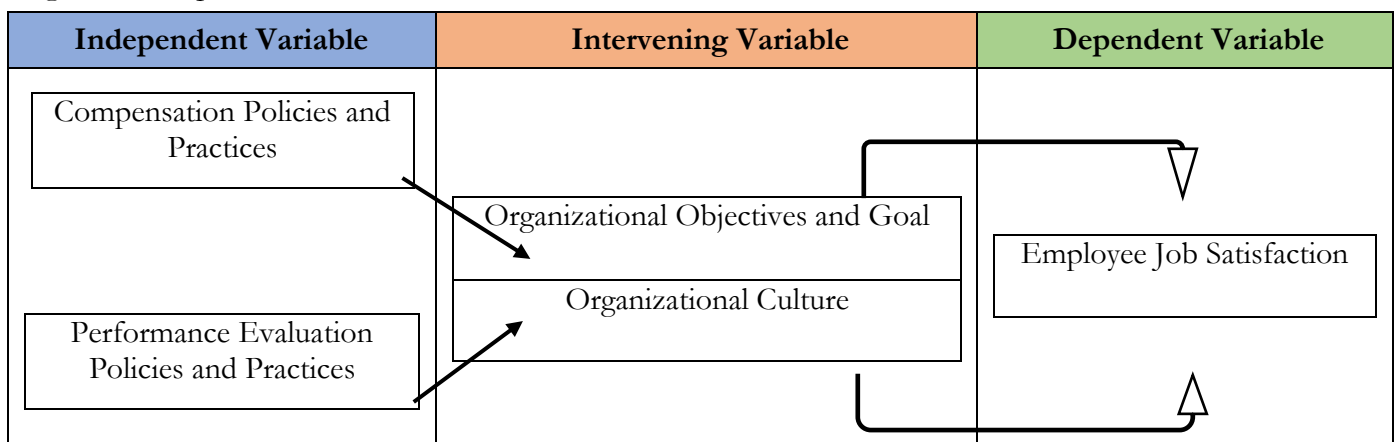 Independent Variable
Intervening Variable
Dependent Variable
Compensation Policies and
Practices
Organizational Objectives and Goal
Employee Job Satisfaction
Organizational Culture
Performance Evaluation
Policies and Practices